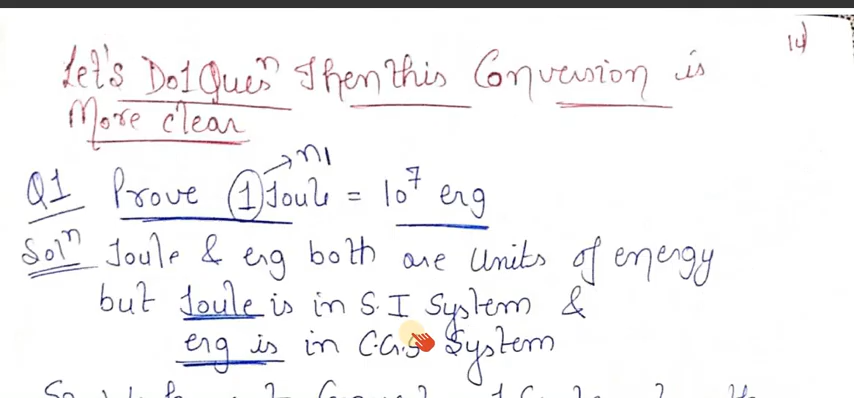 14)
Let's Do 1 Quesⁿ Then this Conversion is
More clear
→ n1
Q1 Prove 1 Joule = 10⁷ erg
Solⁿ Joule & erg both are Units of energy
but Joule is in S.I System &
erg is in C.G.S System